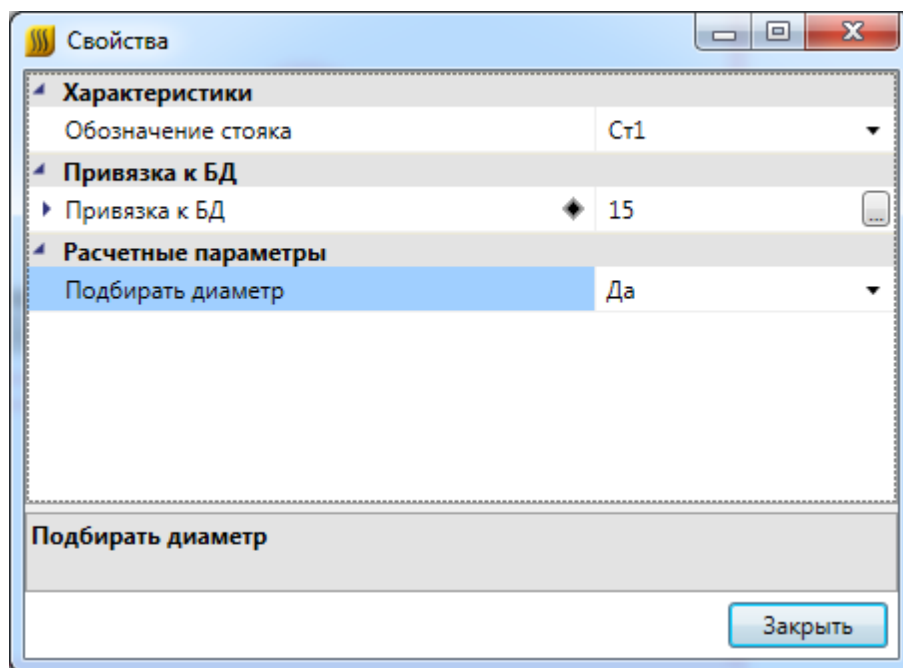 Свойства
Характеристики
Обозначение стояка Ст1
Привязка к БД
Привязка к БД 15 ...
Расчетные параметры
Подбирать диаметр Да
Подбирать диаметр
Закрыть